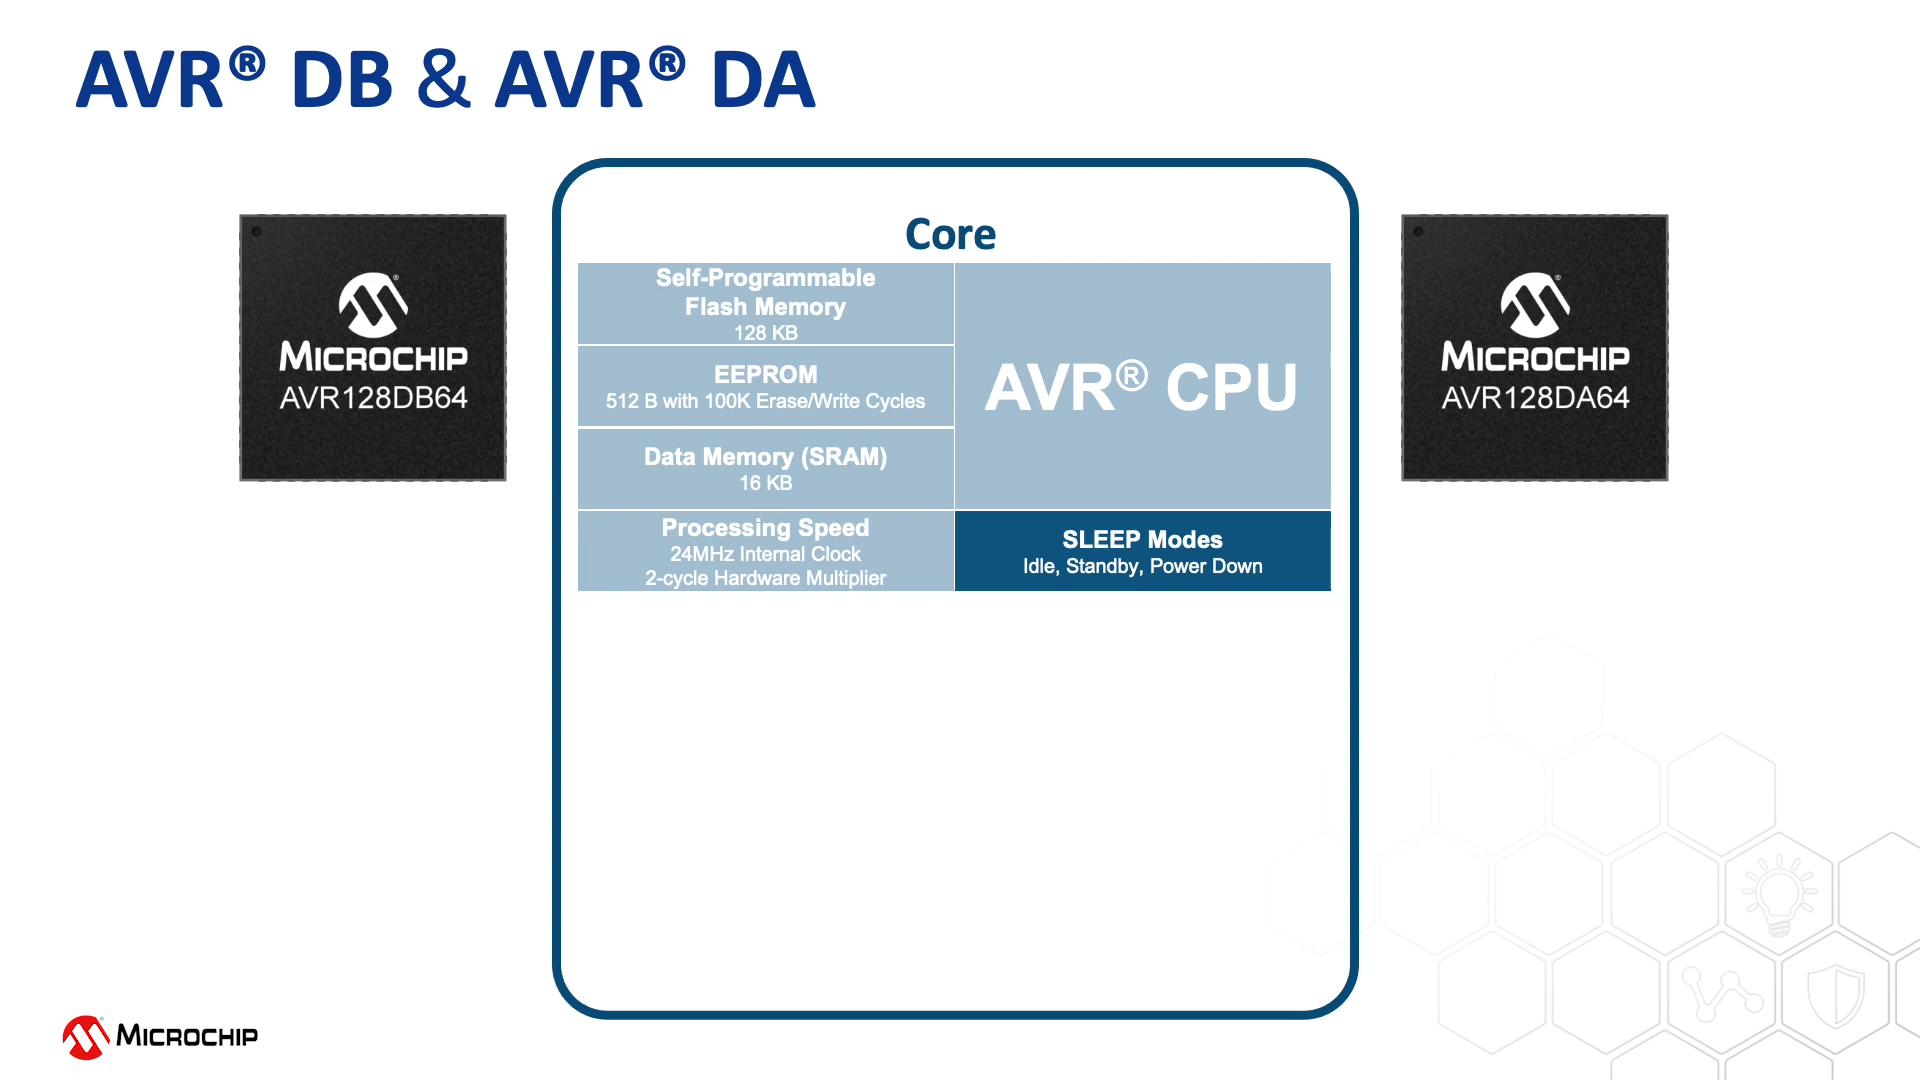 AVR® DB & AVR® DA
MICROCHIP
AVR128DB64
Core
Self-Programmable
Flash Memory
128 KB
EEPROM
512 B with 100K Erase/Write Cycles
Data Memory (SRAM)
16 KB
Processing Speed
24MHz Internal Clock
2-cycle Hardware Multiplier
AVR® CPU
SLEEP Modes
Idle, Standby, Power Down
MICROCHIP
AVR128DA64
MICROCHIP